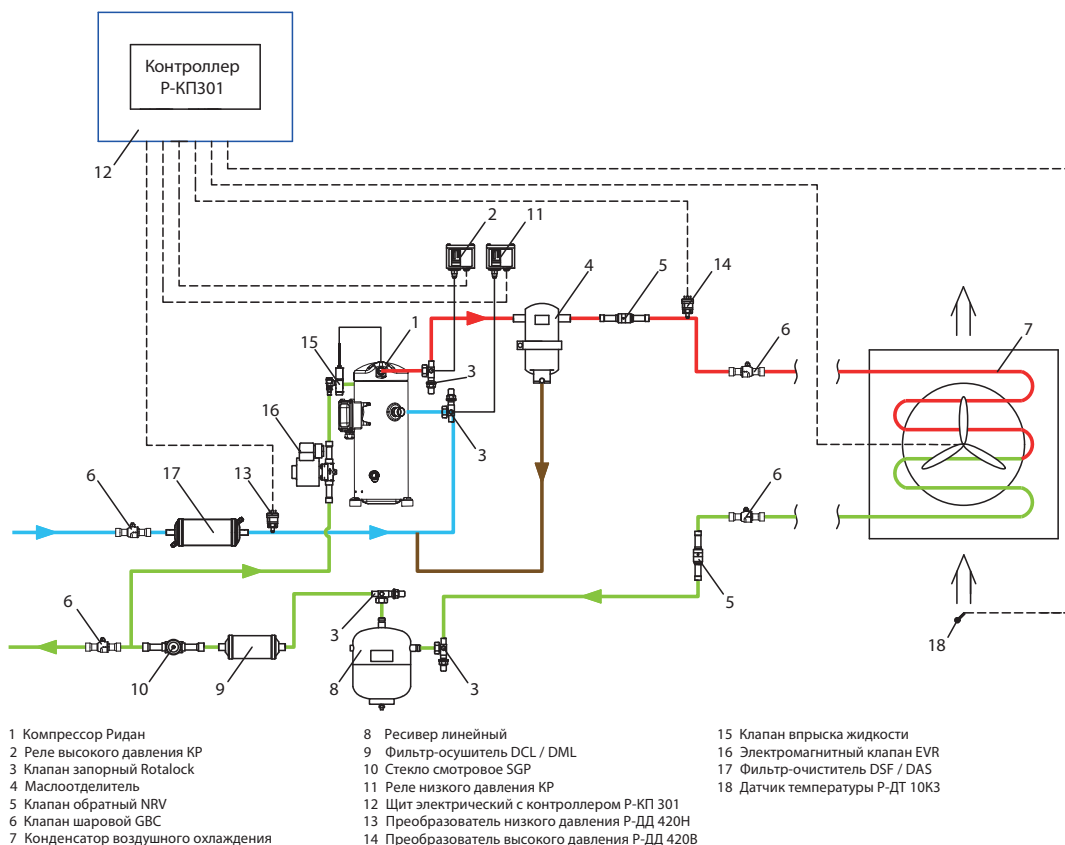 Контроллер
Р-КП301
12
2
11
4
5
14
1
15
3
6
7
16
3
6
17
13
6
5
6
3
18
10
9
8
3
1 Компрессор Ридан
2 Реле высокого давления КР
3 Клапан запорный Rotalock
4 Маслоотделитель
5 Клапан обратный NRV
6 Клапан шаровой GBC
7 Конденсатор воздушного охлаждения
8 Ресивер линейный
9 Фильтр-осушитель DCL / DML
10 Стекло смотровое SGP
11 Реле низкого давления КР
12 Щит электрический с контроллером Р-КП 301
13 Преобразователь низкого давления Р-ДД 420Н
14 Преобразователь высокого давления Р-ДД 420В
15 Клапан впрыска жидкости
16 Электромагнитный клапан EVR
17 Фильтр-очиститель DSF / DAS
18 Датчик температуры Р-ДТ 10К3